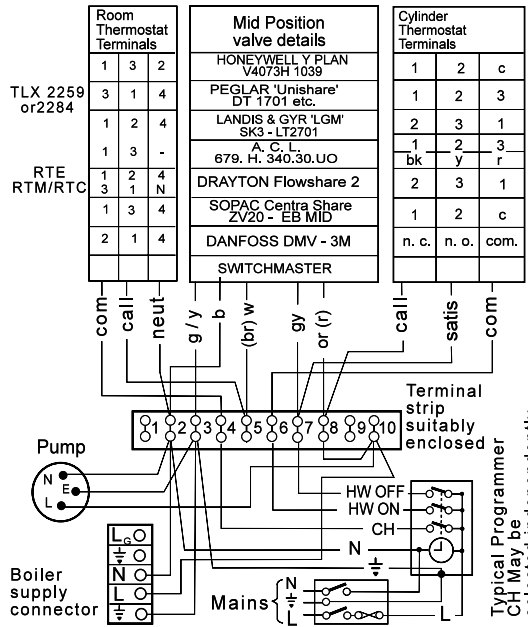 Room
Thermostat
Terminals
Mid Position
valve details
Cylinder
Thermostat
Terminals
1 3 2
HONEYWELL Y PLAN
V4073H 1039
1 2 c
TLX 2259
or2284
3 1 4
PEGLAR 'Unishare'
DT 1701 etc.
1 2 3
1 2 4
LANDIS & GYR 'LGM'
SK3 - LT2701
2 3 1
1 3 -
A. C. L.
679. H. 340.30.UO
1 2 3
bk y r
RTE
RTM/RTC
1 2 4
3 1 N
DRAYTON Flowshare 2
2 3 1
1 3 4
SOPAC Centra Share
ZV20 - EB MID
1 2 c
2 1 4
DANFOSS DMV - 3M
n. c. n. o. com.
SWITCHMASTER
com
call
neut
g / y
b
(br) w
gy
or (r)
call
satis
com
1 2 3 4 5 6 7 8 9 10
Terminal
strip
suitably
enclosed
Pump
N
E
L
HW OFF
HW ON
CH
N
Typical Programmer
CH May be
LG
N
L
Boiler
supply
connector
Mains
N
L
L